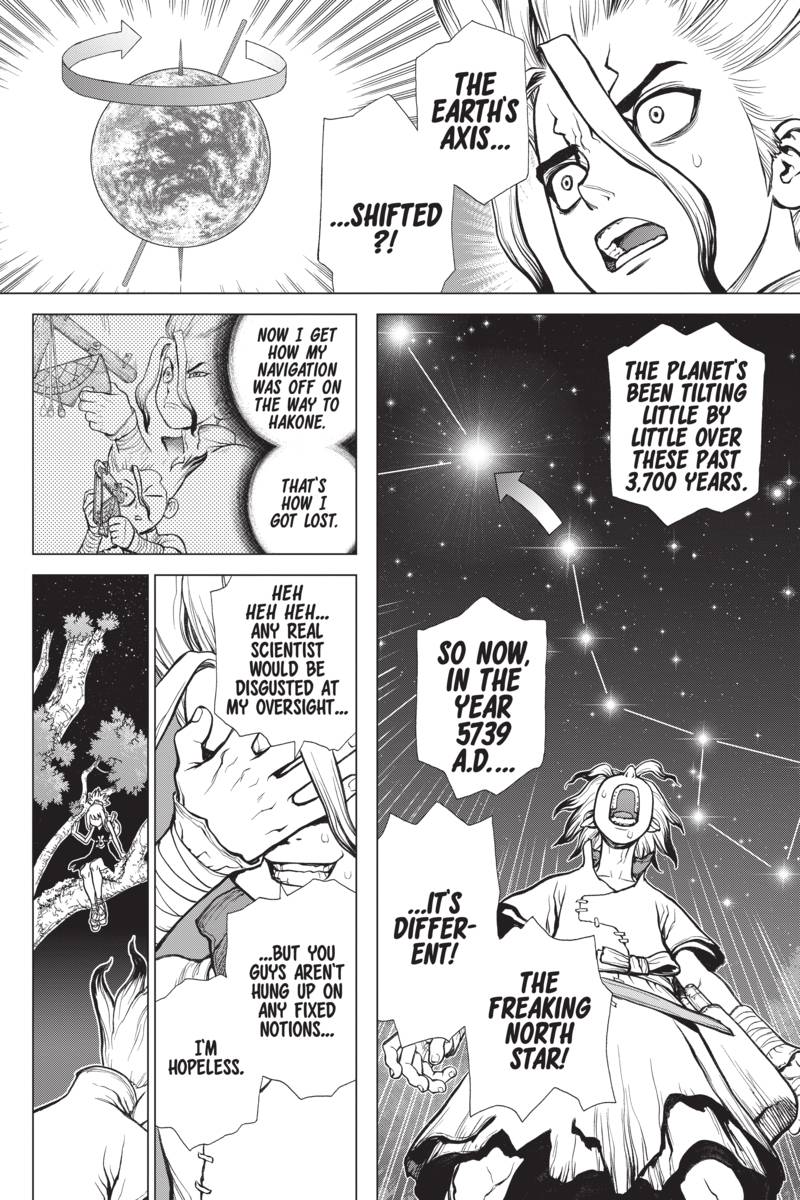 THE
EARTH'S
AXIS...
...SHIFTED
?!
THE PLANET'S
BEEN TILTING
LITTLE BY
LITTLE OVER
THESE PAST
3,700 YEARS.
SO NOW,
IN THE
YEAR
5739
A.D. ...
...IT'S
DIFFER-
ENT!
THE
FREAKING
NORTH
STAR!
NOW I GET
HOW MY
NAVIGATION
WAS OFF ON
THE WAY TO
HAKONE.
THAT'S
HOW I
GOT LOST.
HEH
HEH HEH...
ANY REAL
SCIENTIST
WOULD BE
DISGUSTED AT
MY OVERSIGHT...
...BUT YOU
GUYS AREN'T
HUNG UP ON
ANY FIXED
NOTIONS...
I'M
HOPELESS.